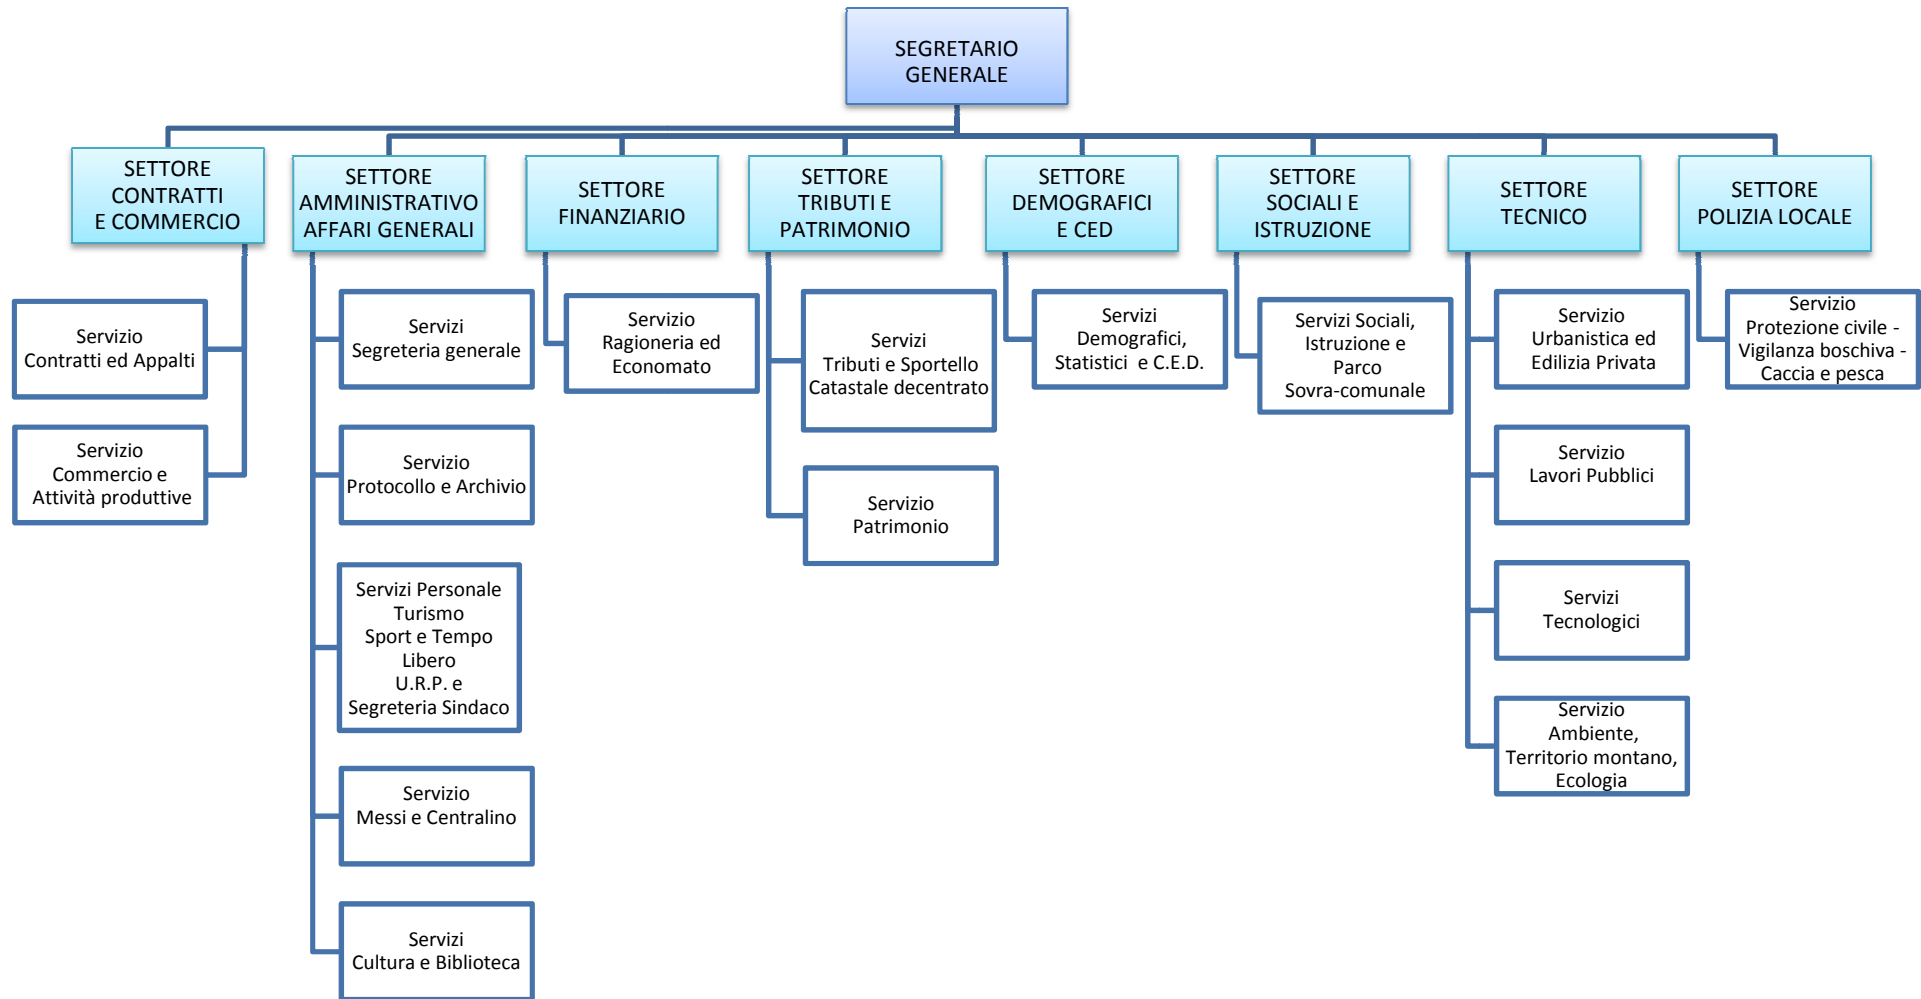 SEGRETARIO
GENERALE
SETTORE
CONTRATTI
E COMMERCIO
SETTORE
AMMINISTRATIVO
AFFARI GENERALI
SETTORE
FINANZIARIO
SETTORE
TRIBUTI E
PATRIMONIO
SETTORE
DEMOGRAFICI
E CED
SETTORE
SOCIALI E
ISTRUZIONE
SETTORE
TECNICO
SETTORE
POLIZIA LOCALE
Servizio
Contratti ed Appalti
Servizio
Commercio e
Attività produttive
Servizi
Segreteria generale
Servizio
Protocollo e Archivio
Servizi Personale
Turismo
Sport e Tempo
Libero
U.R.P. e
Segreteria Sindaco
Servizio
Messi e Centralino
Servizi
Cultura e Biblioteca
Servizio
Ragioneria ed
Economato
Servizi
Tributi e Sportello
Catastale decentrato
Servizio
Patrimonio
Servizi
Demografici,
Statistici e C.E.D.
Servizi Sociali,
Istruzione e
Parco
Sovra-comunale
Servizio
Urbanistica ed
Edilizia Privata
Servizio
Lavori Pubblici
Servizi
Tecnologici
Servizio
Ambiente,
Territorio montano,
Ecologia
Servizio
Protezione civile -
Vigilanza boschiva -
Caccia e pesca